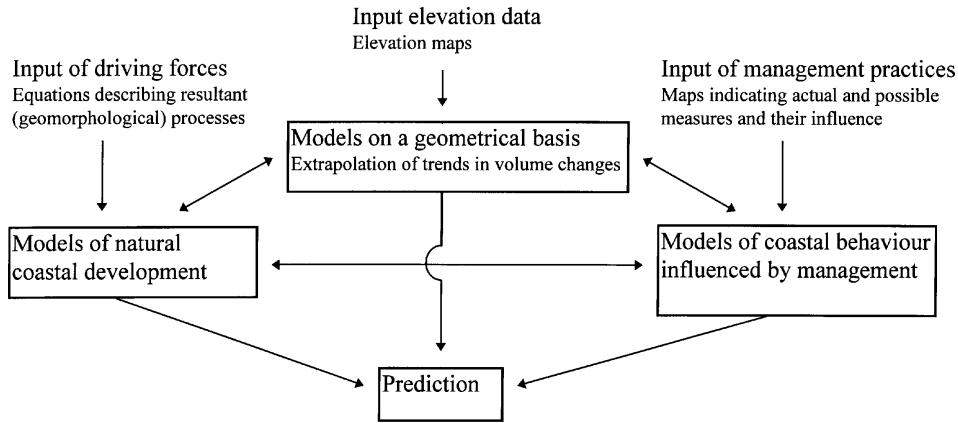 Input elevation data
Elevation maps
Input of driving forces
Equations describing resultant
(geomorphological) processes
Input of management practices
Maps indicating actual and possible
measures and their influence
Models on a geometrical basis
Extrapolation of trends in volume changes
Models of natural
coastal development
Models of coastal behaviour
influenced by management
Prediction